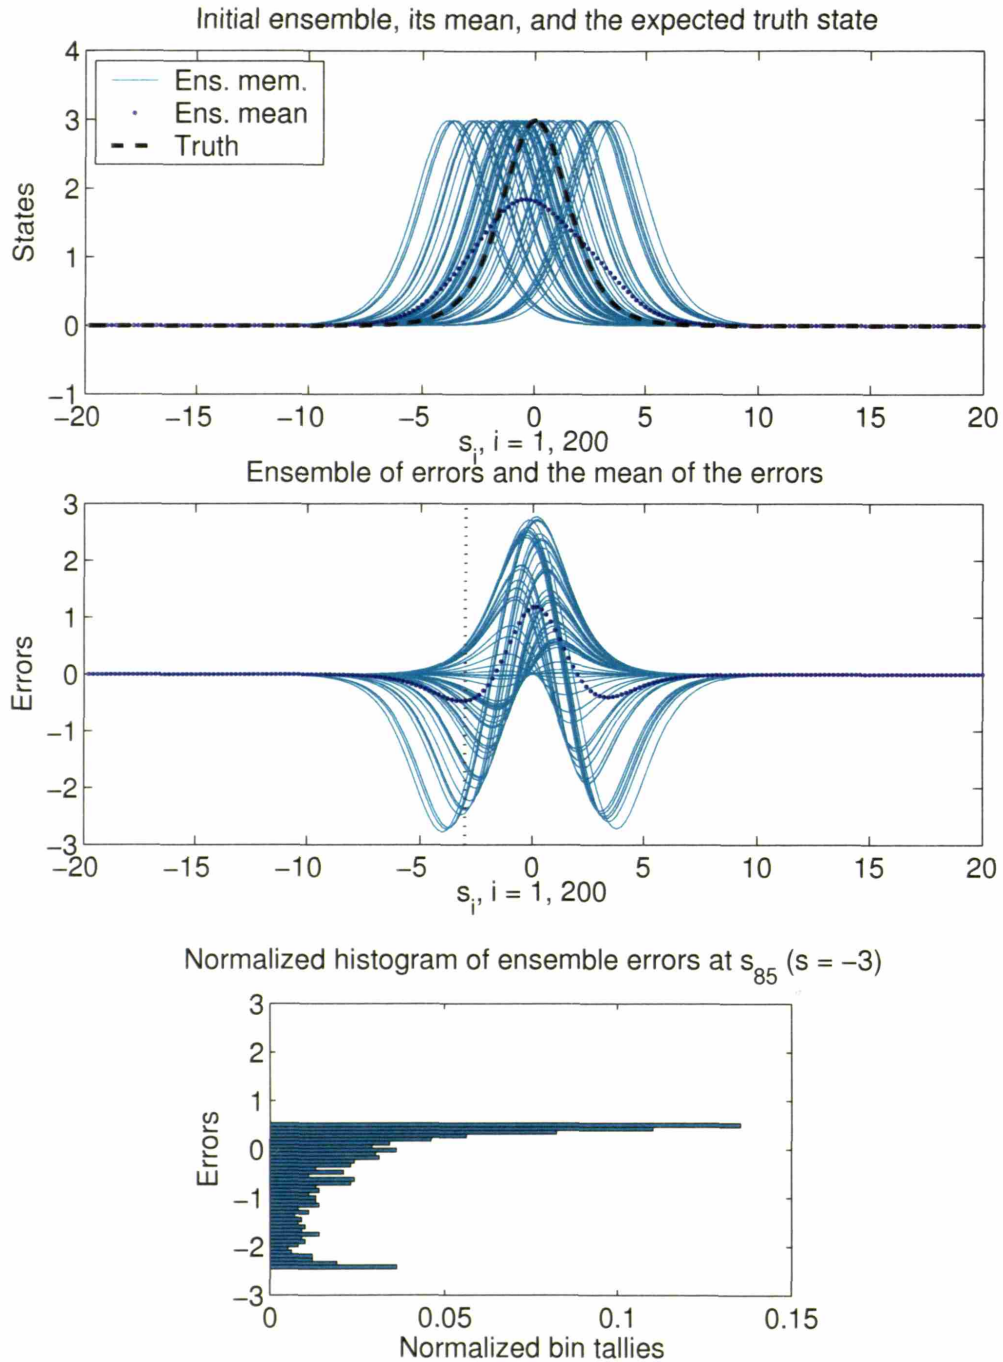 Initial ensemble, its mean, and the expected truth state
4
3
2
1
0
−1
States
Ens. mem.
Ens. mean
Truth
−20 −15 −10 −5 0 5 10 15 20
s_i, i = 1, 200
Ensemble of errors and the mean of the errors
3
2
1
0
−1
−2
−3
Errors
−20 −15 −10 −5 0 5 10 15 20
s_i, i = 1, 200
Normalized histogram of ensemble errors at s_85 (s = −3)
3
2
1
0
−1
−2
−3
Errors
0 0.05 0.1 0.15
Normalized bin tallies